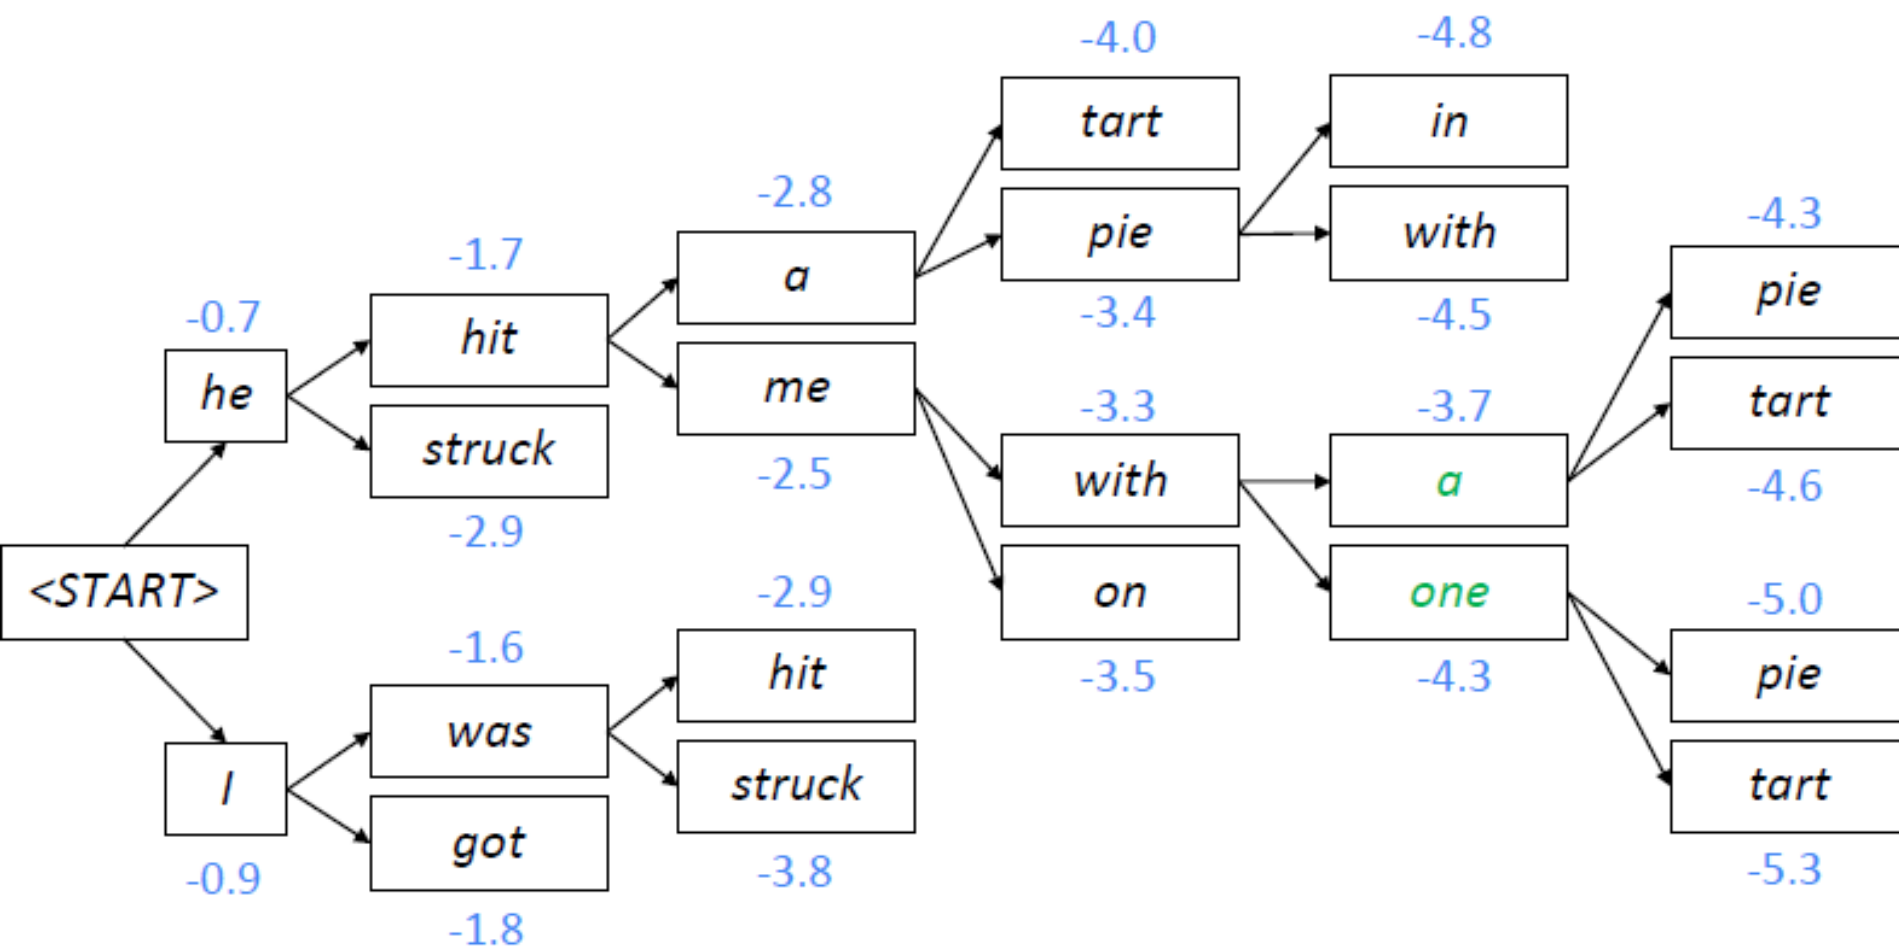 -4.0
-4.8
tart
in
-2.8
pie
with
-4.3
-1.7
a
-3.4
-4.5
pie
-0.7
hit
me
-3.3
-3.7
tart
he
struck
-2.5
with
a
-4.6
-2.9
<START>
-2.9
on
one
-5.0
-1.6
hit
-3.5
-4.3
pie
I
was
struck
tart
-0.9
got
-3.8
-5.3
-1.8